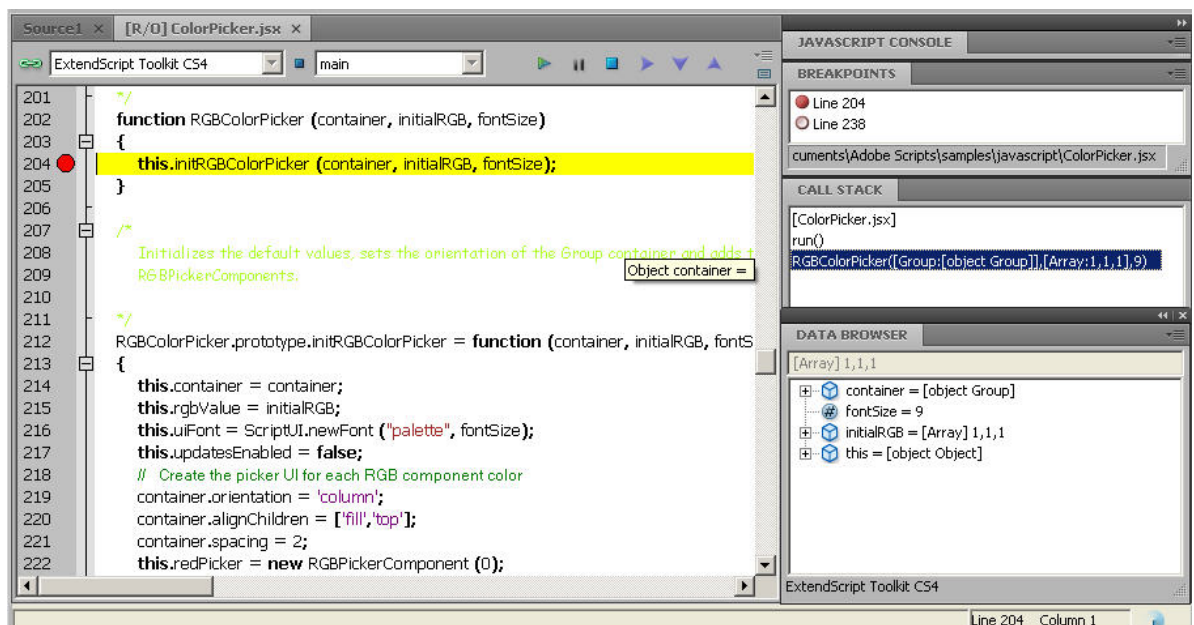 Source1 ×
[R/O] ColorPicker.jsx ×
ExtendScript Toolkit CS4
main
201 */
202 function RGBColorPicker (container, initialRGB, fontSize)
203 {
204 this.initRGBColorPicker (container, initialRGB, fontSize);
205 }
206
207 /*
208 Initializes the default values, sets the orientation of the Group container and adds t
209 RGBPickerComponents.
Object container =
210
211 */
212 RGBColorPicker.prototype.initRGBColorPicker = function (container, initialRGB, fontS
213 {
214 this.container = container;
215 this.rgbValue = initialRGB;
216 this.uiFont = ScriptUI.newFont ("palette", fontSize);
217 this.updatesEnabled = false;
218 // Create the picker UI for each RGB component color
219 container.orientation = 'column';
220 container.alignChildren = ['fill','top'];
221 container.spacing = 2;
222 this.redPicker = new RGBPickerComponent (0);
JAVASCRIPT CONSOLE
BREAKPOINTS
Line 204
Line 238
cuments\Adobe Scripts\samples\javascript\ColorPicker.jsx
CALL STACK
[ColorPicker.jsx]
run()
RGBColorPicker([Group:[object Group]],[Array:1,1,1],9)
DATA BROWSER
[Array] 1,1,1
container = [object Group]
# fontSize = 9
initialRGB = [Array] 1,1,1
this = [object Object]
ExtendScript Toolkit CS4
Line 204 Column 1